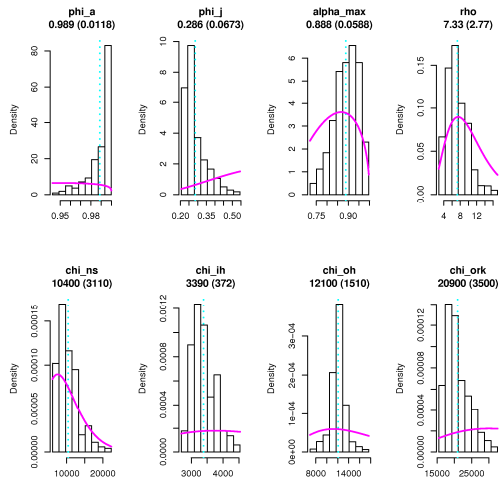 phi_a
0.989 (0.0118)
phi_j
0.286 (0.0673)
alpha_max
0.888 (0.0588)
rho
7.33 (2.77)
Density
0 20 40 60 80
0.95 0.98
Density
0 2 4 6 8 10
0.20 0.35 0.50
Density
0 1 2 3 4 5 6
0.75 0.90
Density
0.00 0.05 0.10 0.15
4 8 12
chi_ns
10400 (3110)
chi_ih
3390 (372)
chi_oh
12100 (1510)
chi_ork
20900 (3500)
Density
0.00000 0.00005 0.00010 0.00015
10000 20000
Density
0.0000 0.0004 0.0008 0.0012
3000 4000
Density
0e+00 1e-04 2e-04 3e-04
8000 14000
Density
0.00000 0.00004 0.00008 0.00012
15000 25000